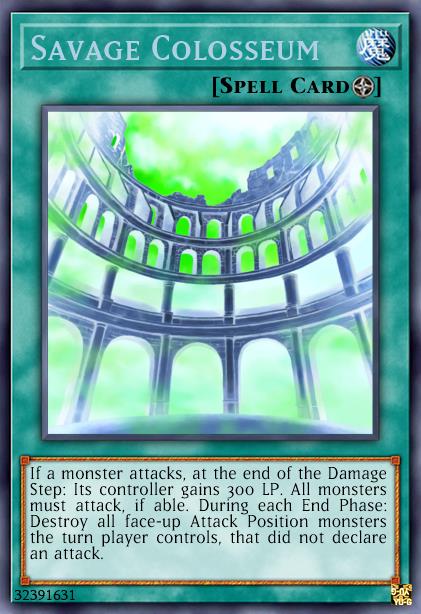 Savage Colosseum
魔
[Spell Card]
If a monster attacks, at the end of the Damage
Step: Its controller gains 300 LP. All monsters
must attack, if able. During each End Phase:
Destroy all face-up Attack Position monsters
the turn player controls, that did not declare
an attack.
32391631